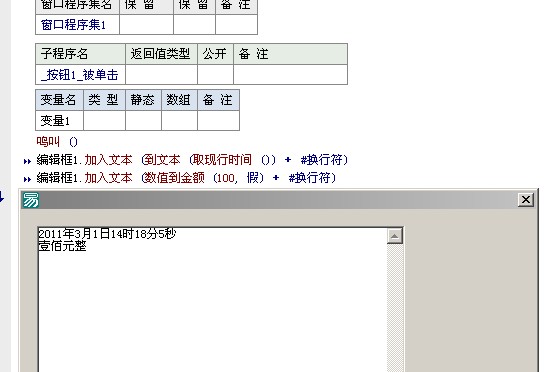 窗口程序集名 保 留 保 留 备 注
窗口程序集1
子程序名 返回值类型 公开 备 注
_按钮1_被单击
变量名 类 型 静态 数组 备 注
变量1
鸣叫 ()
编辑框1.加入文本 (到文本 (取现行时间 ()) + #换行符)
编辑框1.加入文本 (数值到金额 (100, 假) + #换行符)
2011年3月1日14时18分5秒
壹佰元整